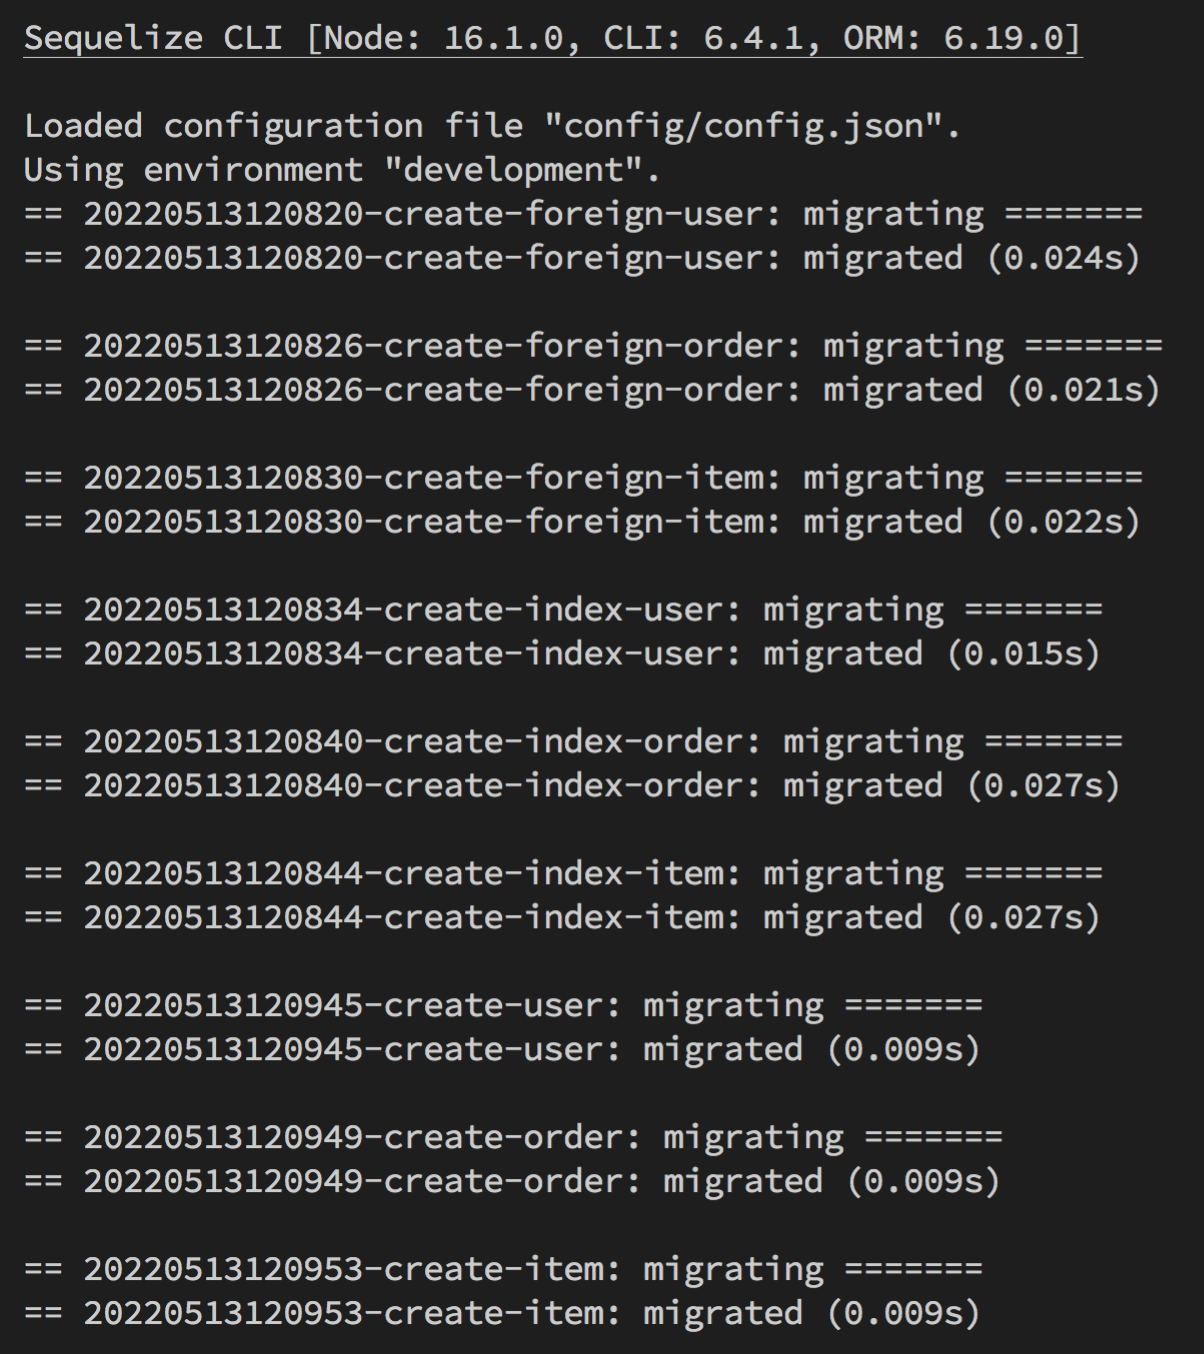 Sequelize CLI [Node: 16.1.0, CLI: 6.4.1, ORM: 6.19.0]
Loaded configuration file "config/config.json".
Using environment "development".
== 20220513120820-create-foreign-user: migrating =======
== 20220513120820-create-foreign-user: migrated (0.024s)
== 20220513120826-create-foreign-order: migrating =======
== 20220513120826-create-foreign-order: migrated (0.021s)
== 20220513120830-create-foreign-item: migrating =======
== 20220513120830-create-foreign-item: migrated (0.022s)
== 20220513120834-create-index-user: migrating =======
== 20220513120834-create-index-user: migrated (0.015s)
== 20220513120840-create-index-order: migrating =======
== 20220513120840-create-index-order: migrated (0.027s)
== 20220513120844-create-index-item: migrating =======
== 20220513120844-create-index-item: migrated (0.027s)
== 20220513120945-create-user: migrating =======
== 20220513120945-create-user: migrated (0.009s)
== 20220513120949-create-order: migrating =======
== 20220513120949-create-order: migrated (0.009s)
== 20220513120953-create-item: migrating =======
== 20220513120953-create-item: migrated (0.009s)